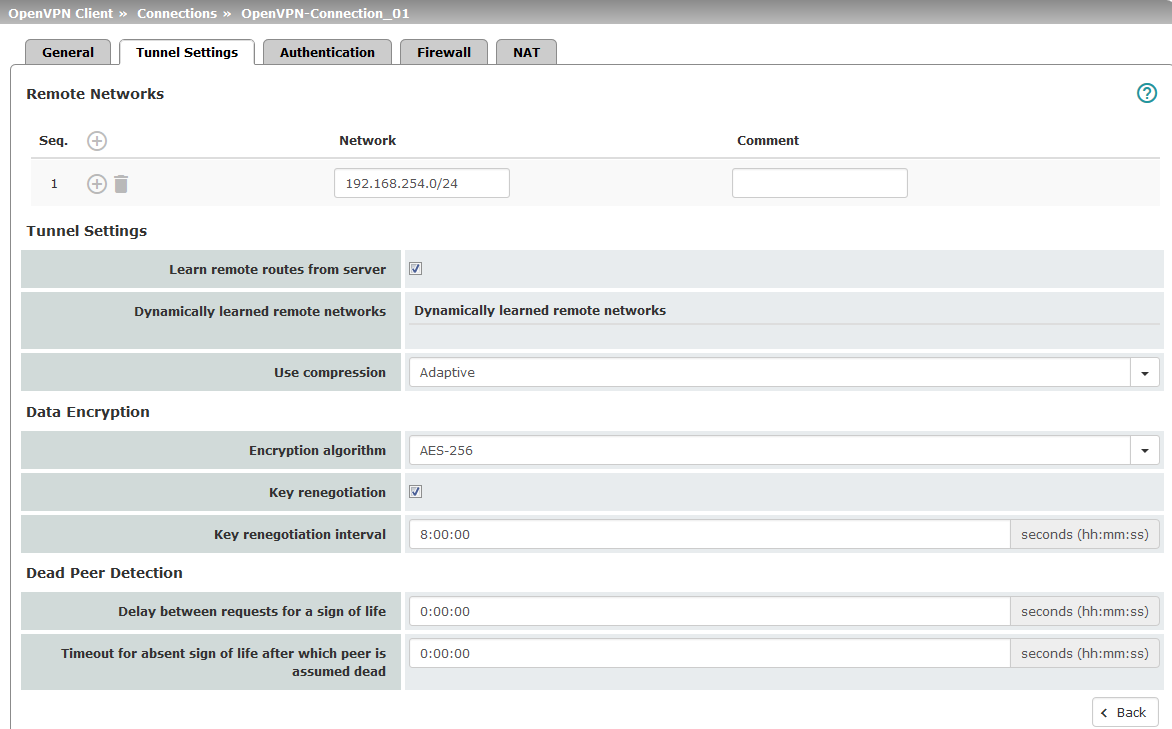 OpenVPN Client » Connections » OpenVPN-Connection_01
General Tunnel Settings Authentication Firewall NAT
Remote Networks
?
Seq. Network Comment
1 192.168.254.0/24
Tunnel Settings
Learn remote routes from server
Dynamically learned remote networks Dynamically learned remote networks
Use compression Adaptive
Data Encryption
Encryption algorithm AES-256
Key renegotiation
Key renegotiation interval 8:00:00 seconds (hh:mm:ss)
Dead Peer Detection
Delay between requests for a sign of life 0:00:00 seconds (hh:mm:ss)
Timeout for absent sign of life after which peer is
assumed dead
0:00:00 seconds (hh:mm:ss)
< Back